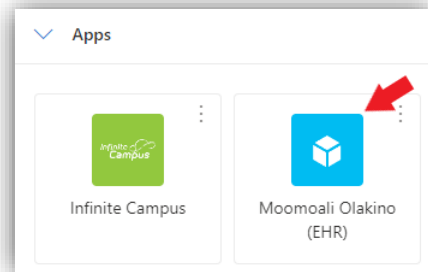 Apps
Infinite
Campus
Infinite Campus
Moomoali Olakino
(EHR)